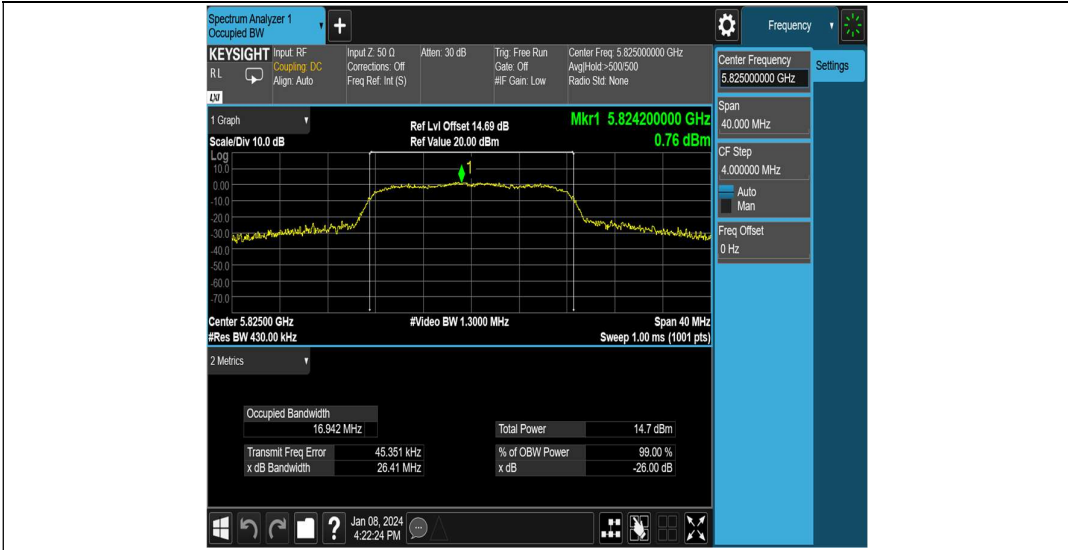 Spectrum Analyzer 1
Occupied BW
+
Frequency
KEYSIGHT
R L
LXI
Input: RF
Coupling: DC
Align: Auto
Input Z: 50 Ω
Corrections: Off
Freq Ref: Int (S)
Atten: 30 dB
Trig: Free Run
Gate: Off
#IF Gain: Low
Center Freq: 5.825000000 GHz
Avg|Hold:>500/500
Radio Std: None
Center Frequency
5.825000000 GHz
Settings
Span
40.000 MHz
CF Step
4.000000 MHz
Auto
Man
Freq Offset
0 Hz
1 Graph
Scale/Div 10.0 dB
Ref Lvl Offset 14.69 dB
Ref Value 20.00 dBm
Mkr1 5.824200000 GHz
0.76 dBm
Log
10.0
0.00
-10.0
-20.0
-30.0
-40.0
-50.0
-60.0
-70.0
1
Center 5.82500 GHz
#Res BW 430.00 kHz
#Video BW 1.3000 MHz
Span 40 MHz
Sweep 1.00 ms (1001 pts)
2 Metrics
Occupied Bandwidth
16.942 MHz
Total Power 14.7 dBm
Transmit Freq Error 45.351 kHz
% of OBW Power 99.00 %
x dB Bandwidth 26.41 MHz
x dB -26.00 dB
?
Jan 08, 2024
4:22:24 PM